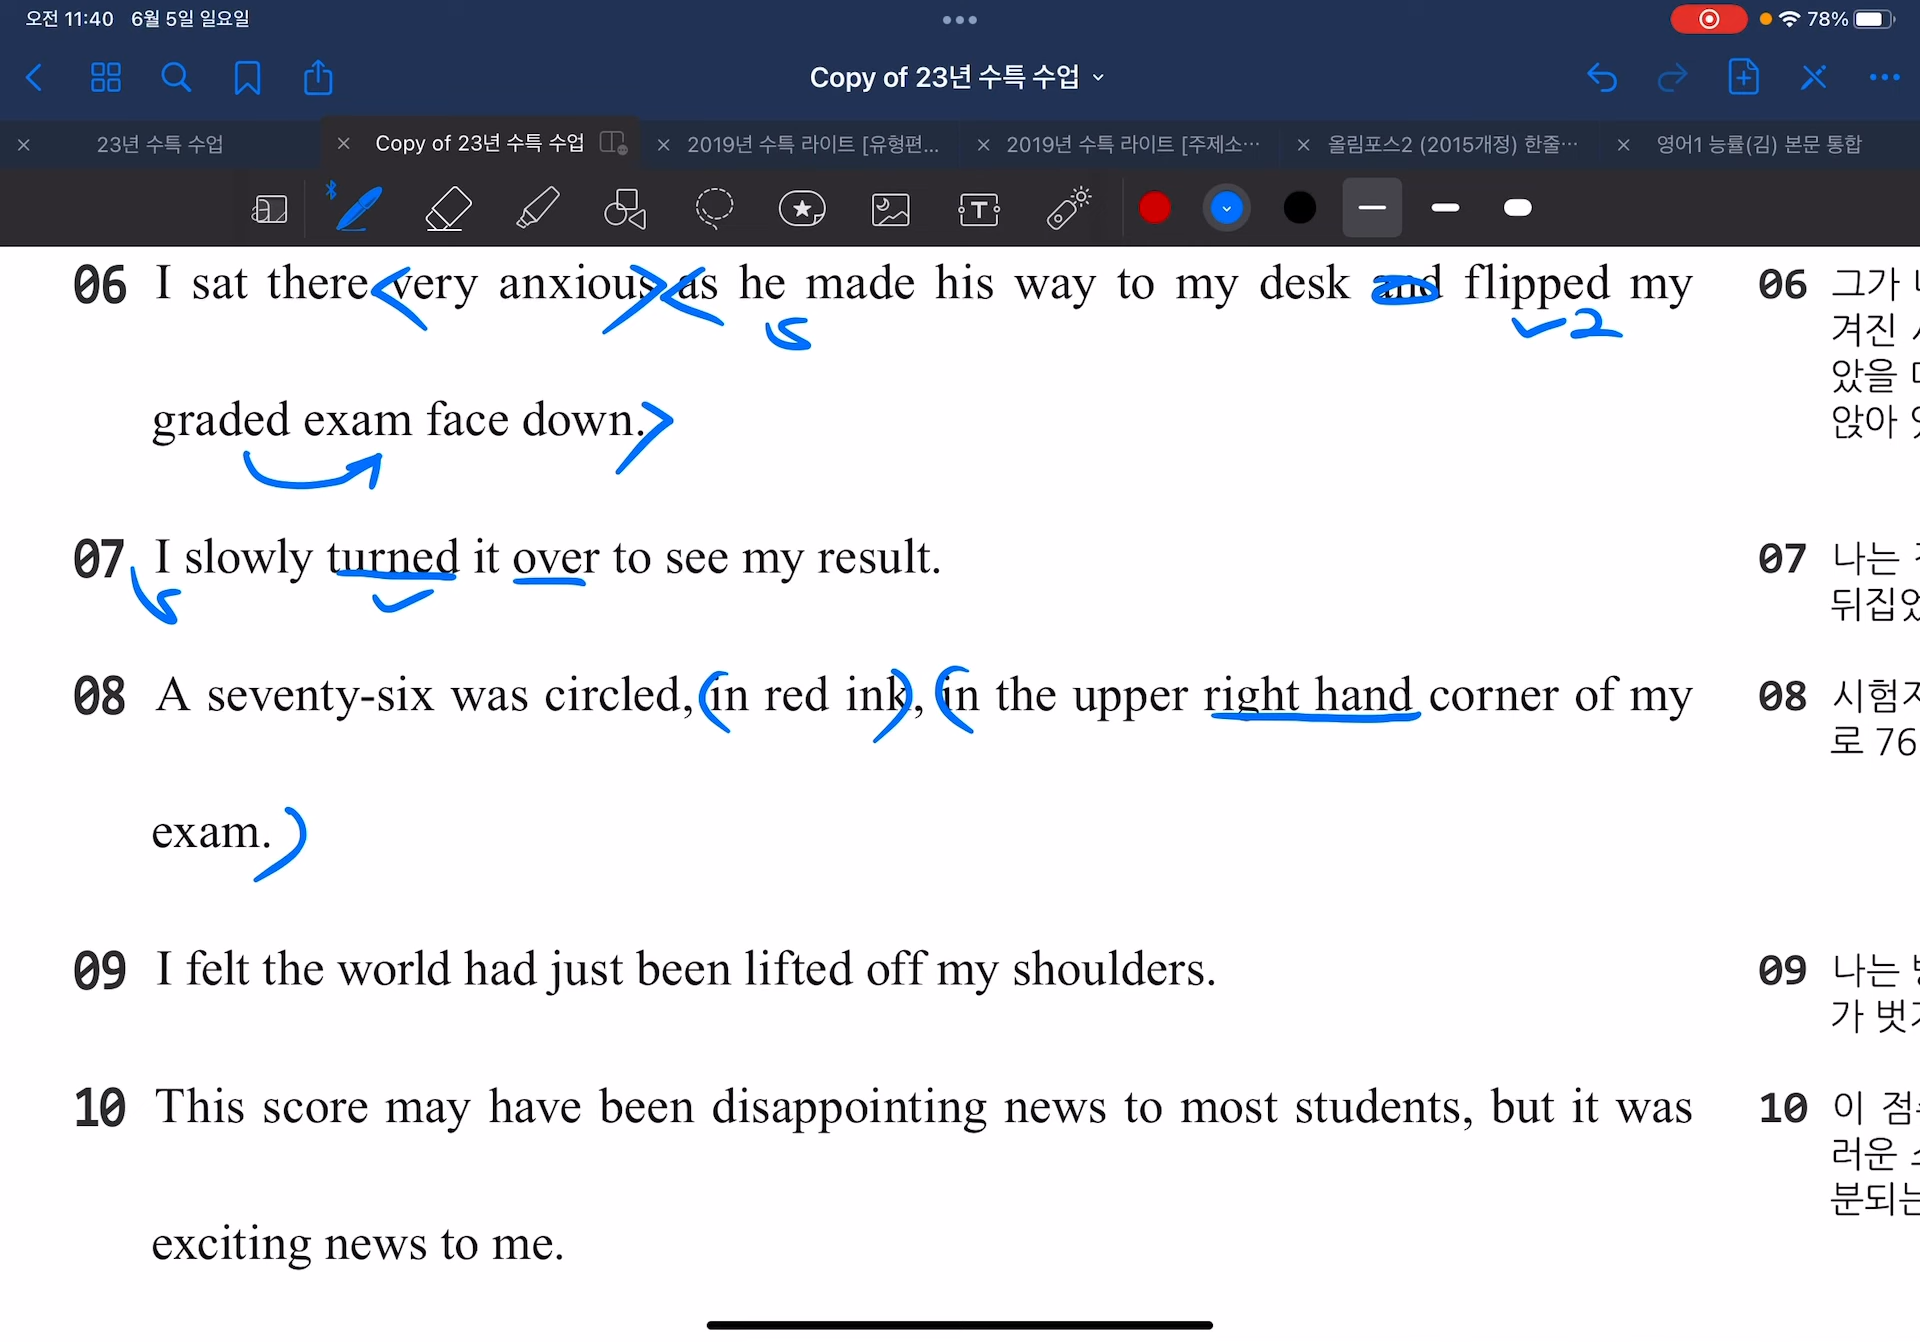 오전 11:40 6월 5일 일요일
78%
Copy of 23년 수특 수업
23년 수특 수업
Copy of 23년 수특 수업
2019년 수특 라이트 [유형편...
2019년 수특 라이트 [주제소...
올림포스2 (2015개정) 한줄...
영어1 능률(김) 본문 통합
06 I sat there very anxious as he made his way to my desk and flipped my
s
2
graded exam face down.
07 I slowly turned it over to see my result.
s
08 A seventy-six was circled, in red ink, in the upper right hand corner of my
exam.
09 I felt the world had just been lifted off my shoulders.
10 This score may have been disappointing news to most students, but it was
exciting news to me.
06 그가
겨진
았을
앉아
07 나는
뒤집었
08 시험지
로 76
09 나는
가 벗겨
10 이 점수
러운
분되는